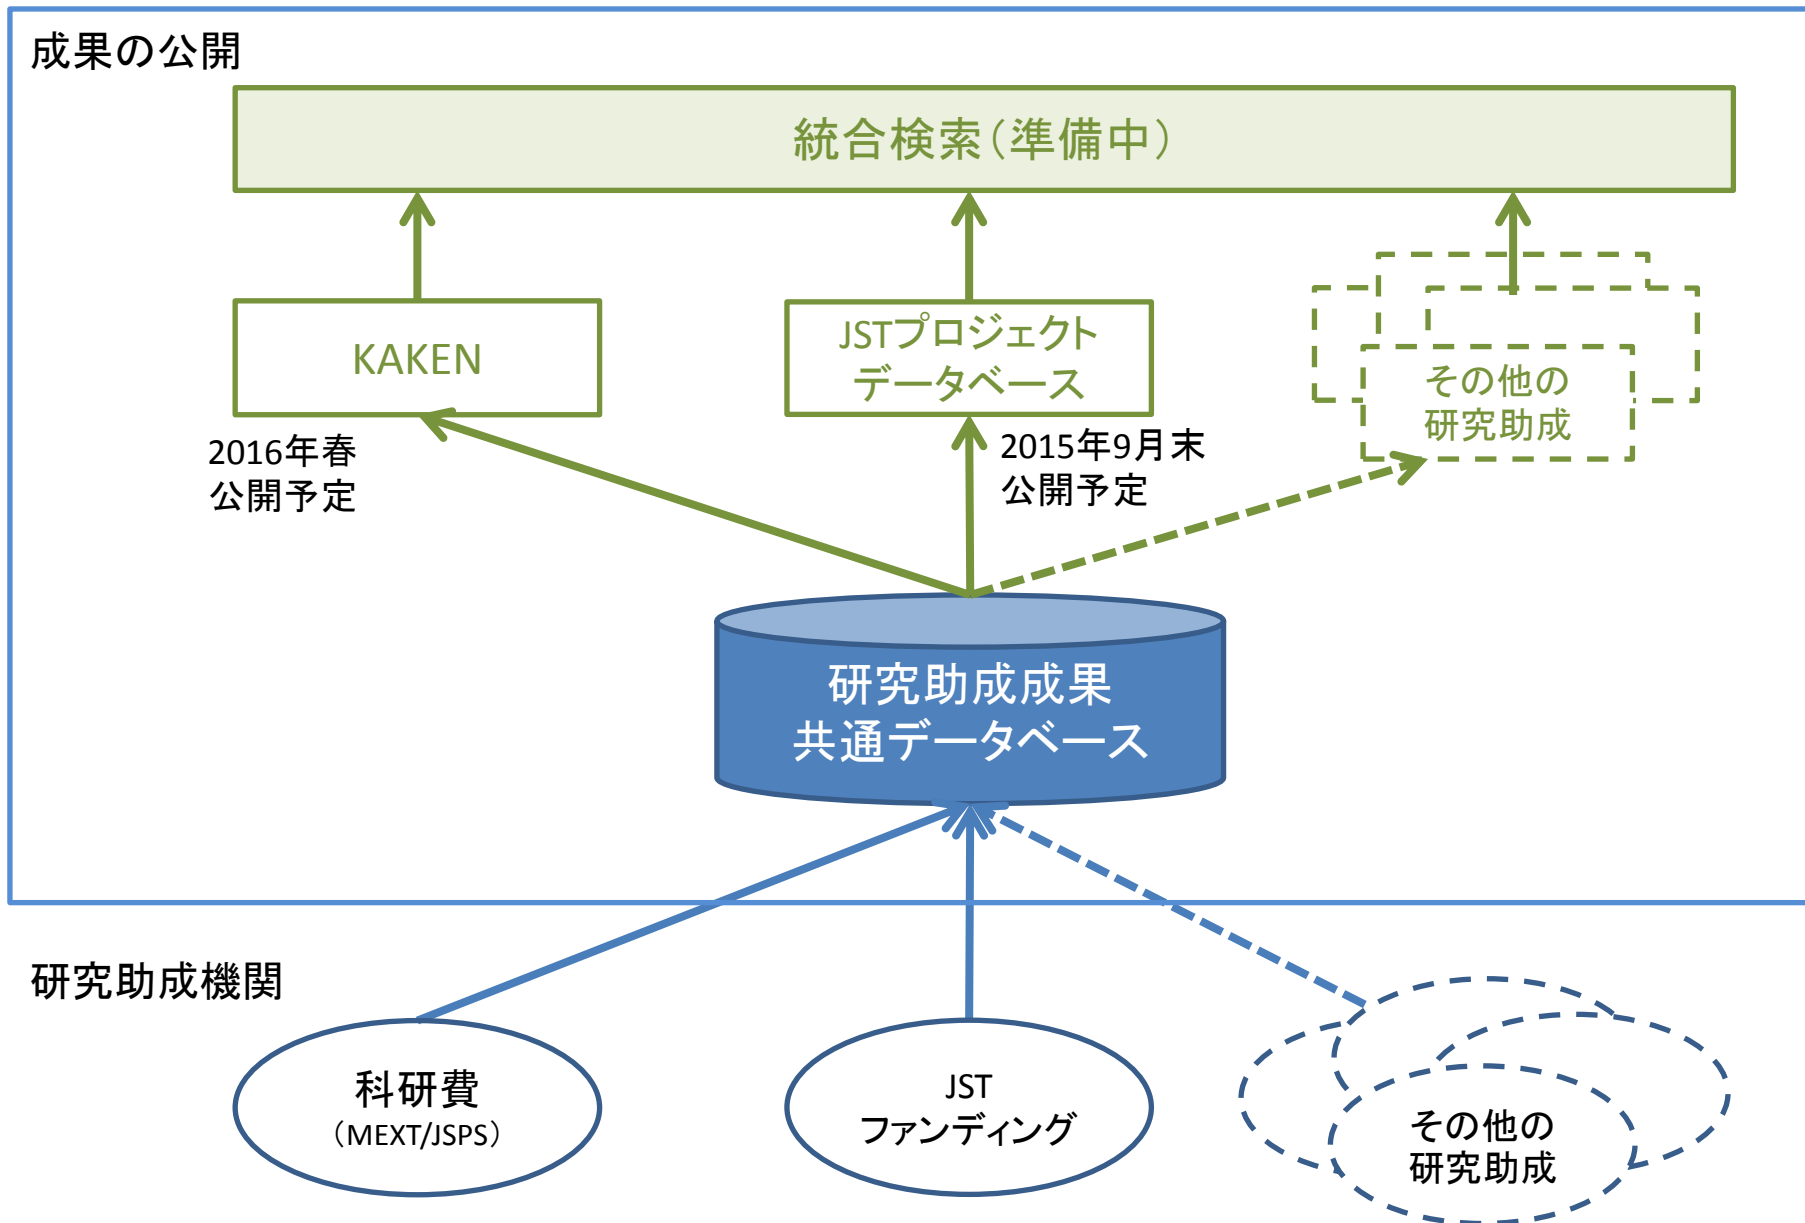 成果の公開
統合検索（準備中）
KAKEN
JSTプロジェクト
データベース
その他の
研究助成
2016年春
公開予定
2015年9月末
公開予定
研究助成成果
共通データベース
研究助成機関
科研費
（MEXT/JSPS）
JST
ファンディング
その他の
研究助成